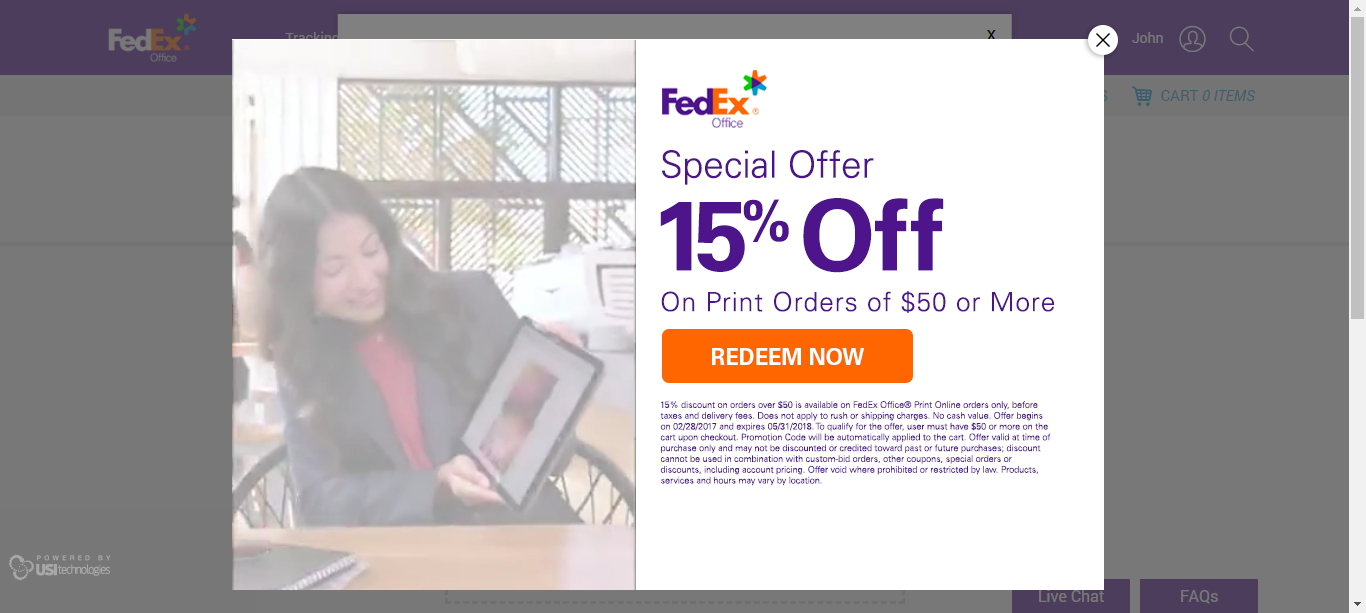 FedEx
Office
Tracking
X
John
CART 0 ITEMS
FedEx®
Office
Special Offer
15% Off
On Print Orders of $50 or More
REDEEM NOW
15% discount on orders over $50 is available on FedEx Office® Print Online orders only, before
taxes and delivery fees. Does not apply to rush or shipping charges. No cash value. Offer begins
on 02/28/2017 and expires 05/31/2018. To qualify for the offer, user must have $50 or more on the
cart upon checkout. Promotion Code will be automatically applied to the cart. Offer valid at time of
purchase only and may not be discounted or credited toward past or future purchases; discount
cannot be used in combination with custom-bid orders, other coupons, special orders or
discounts, including account pricing. Offer void where prohibited or restricted by law. Products,
services and hours may vary by location.
POWERED BY
USI technologies
Live Chat
FAQs